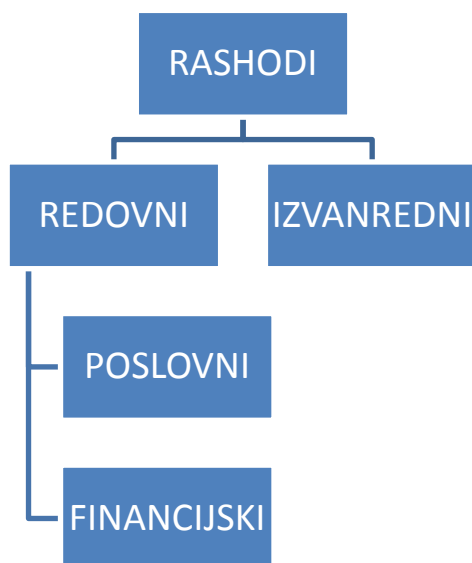 RASHODI
REDOVNI
IZVANREDNI
POSLOVNI
FINANCIJSKI